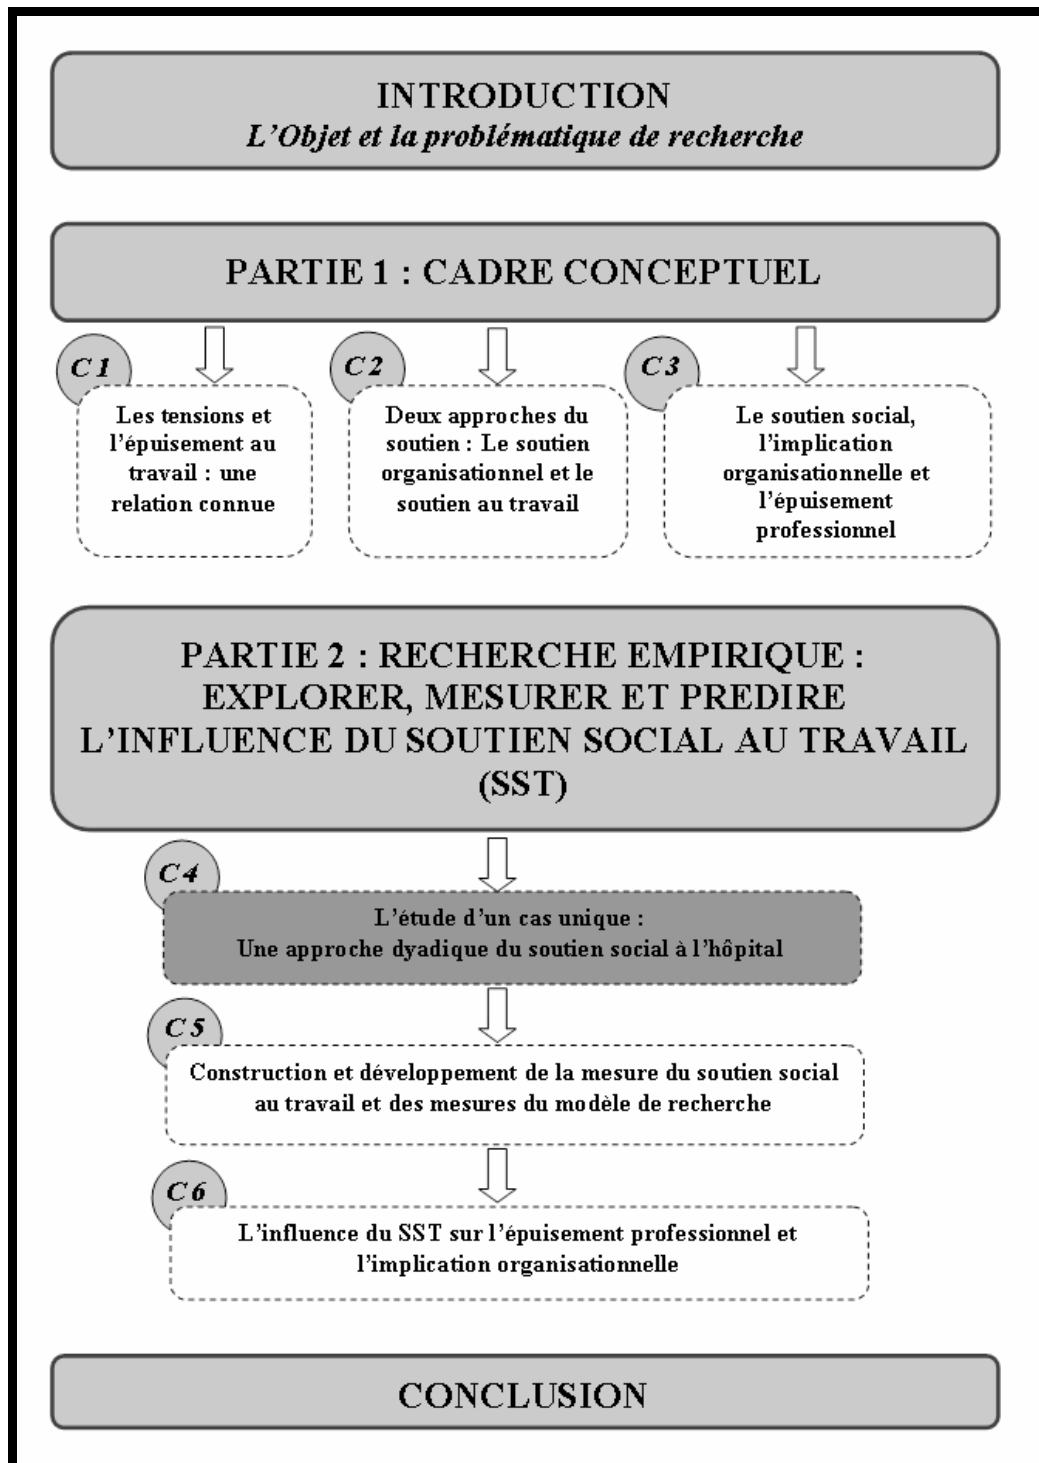 INTRODUCTION
L'Objet et la problématique de recherche
PARTIE 1 : CADRE CONCEPTUEL
C1
Les tensions et
l'épuisement au
travail : une
relation connue
C2
Deux approches du
soutien : Le soutien
organisationnel et le
soutien au travail
C3
Le soutien social,
l'implication
organisationnelle et
l'épuisement
professionnel
PARTIE 2 : RECHERCHE EMPIRIQUE :
EXPLORER, MESURER ET PREDIRE
L'INFLUENCE DU SOUTIEN SOCIAL AU TRAVAIL
(SST)
C4
L'étude d'un cas unique :
Une approche dyadique du soutien social à l'hôpital
C5
Construction et développement de la mesure du soutien social
au travail et des mesures du modèle de recherche
C6
L'influence du SST sur l'épuisement professionnel et
l'implication organisationnelle
CONCLUSION